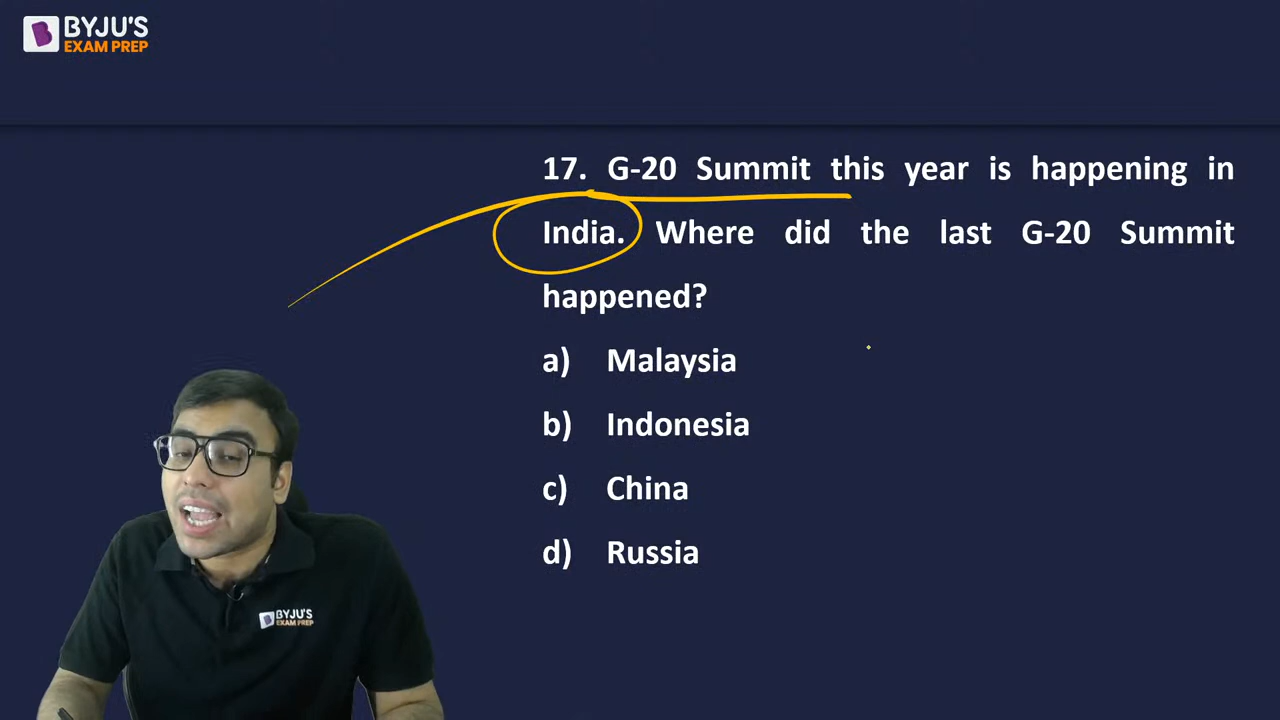 BYJU'S
EXAM PREP
17. G-20 Summit this year is happening in
India. Where did the last G-20 Summit
happened?
a) Malaysia
b) Indonesia
c) China
d) Russia
BYJU'S
EXAM PREP